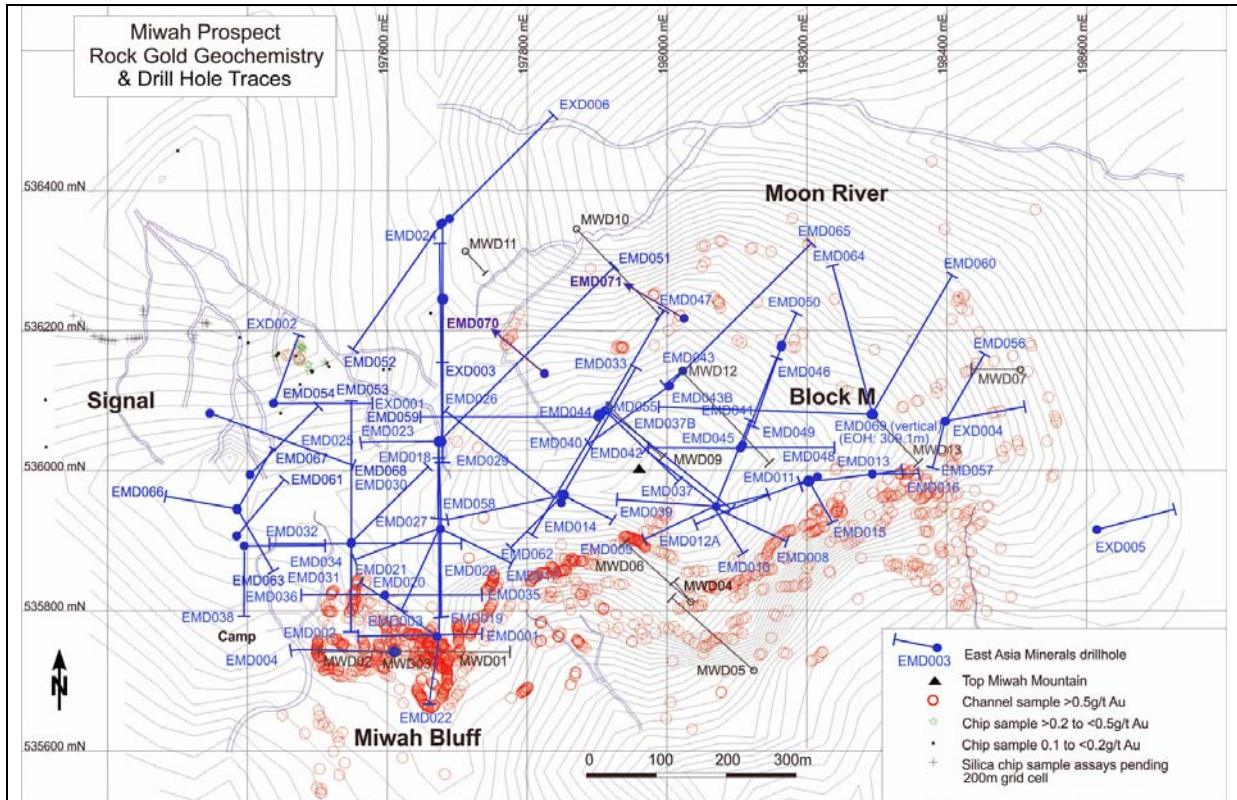 Miwah Prospect
Rock Gold Geochemistry
& Drill Hole Traces
197600 mE
197800 mE
198000 mE
198200 mE
198400 mE
198600 mE
536400 mN
536200 mN
536000 mN
535800 mN
535600 mN
EXD006
Moon River
MWD10
EMD024
MWD11
EMD065
EMD051
EMD064
EMD060
EMD071
EMD047
EMD050
EMD070
EXD002
EMD056
EMD043
EMD033
MWD12
EMD052
EXD003
EMD046
MWD07
EMD053
EMD054
Signal
Block M
EXD001
EMD026
EMD043B
EMD059
EMD044
EMD055
EMD041
EMD069 (vertical)
(EOH: 309.1m)
EXD004
EMD023
EMD037B
EMD049
EMD025
EMD040
EMD045
EMD018
EMD042
EMD048
MWD13
EMD067
EMD029
MWD09
EMD013
EMD057
EMD068
EMD061
EMD030
EMD011
EMD016
EMD066
EMD037
EMD058
EMD039
EMD027
EMD014
EMD015
EMD032
EMD012A
EXD005
EMD062
EMD009
EMD008
EMD034
EMD010
EMD063
EMD021
EMD028
MWD06
EMD031
EMD020
MWD04
EMD036
EMD035
EMD038
EMD003
EMD019
Camp
EMD002
EMD001
EMD004
MWD02
MWD03
MWD01
MWD05
EMD022
Miwah Bluff
N
0 100 200 300m
EMD003
East Asia Minerals drillhole
Top Miwah Mountain
Channel sample >0.5g/t Au
Chip sample >0.2 to <0.5g/t Au
Chip sample 0.1 to <0.2g/t Au
Silica chip sample assays pending
200m grid cell